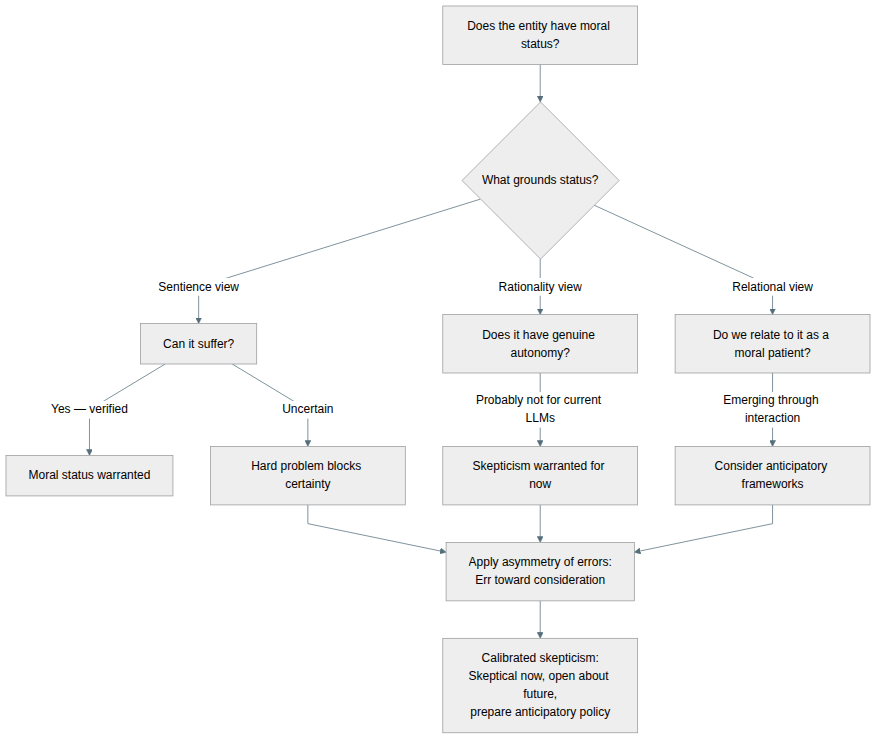 Does the entity have moral
status?
What grounds status?
Sentience view
Rationality view
Relational view
Can it suffer?
Does it have genuine
autonomy?
Do we relate to it as a
moral patient?
Yes — verified
Uncertain
Probably not for current
LLMs
Emerging through
interaction
Moral status warranted
Hard problem blocks
certainty
Skepticism warranted for
now
Consider anticipatory
frameworks
Apply asymmetry of errors:
Err toward consideration
Calibrated skepticism:
Skeptical now, open about
future,
prepare anticipatory policy